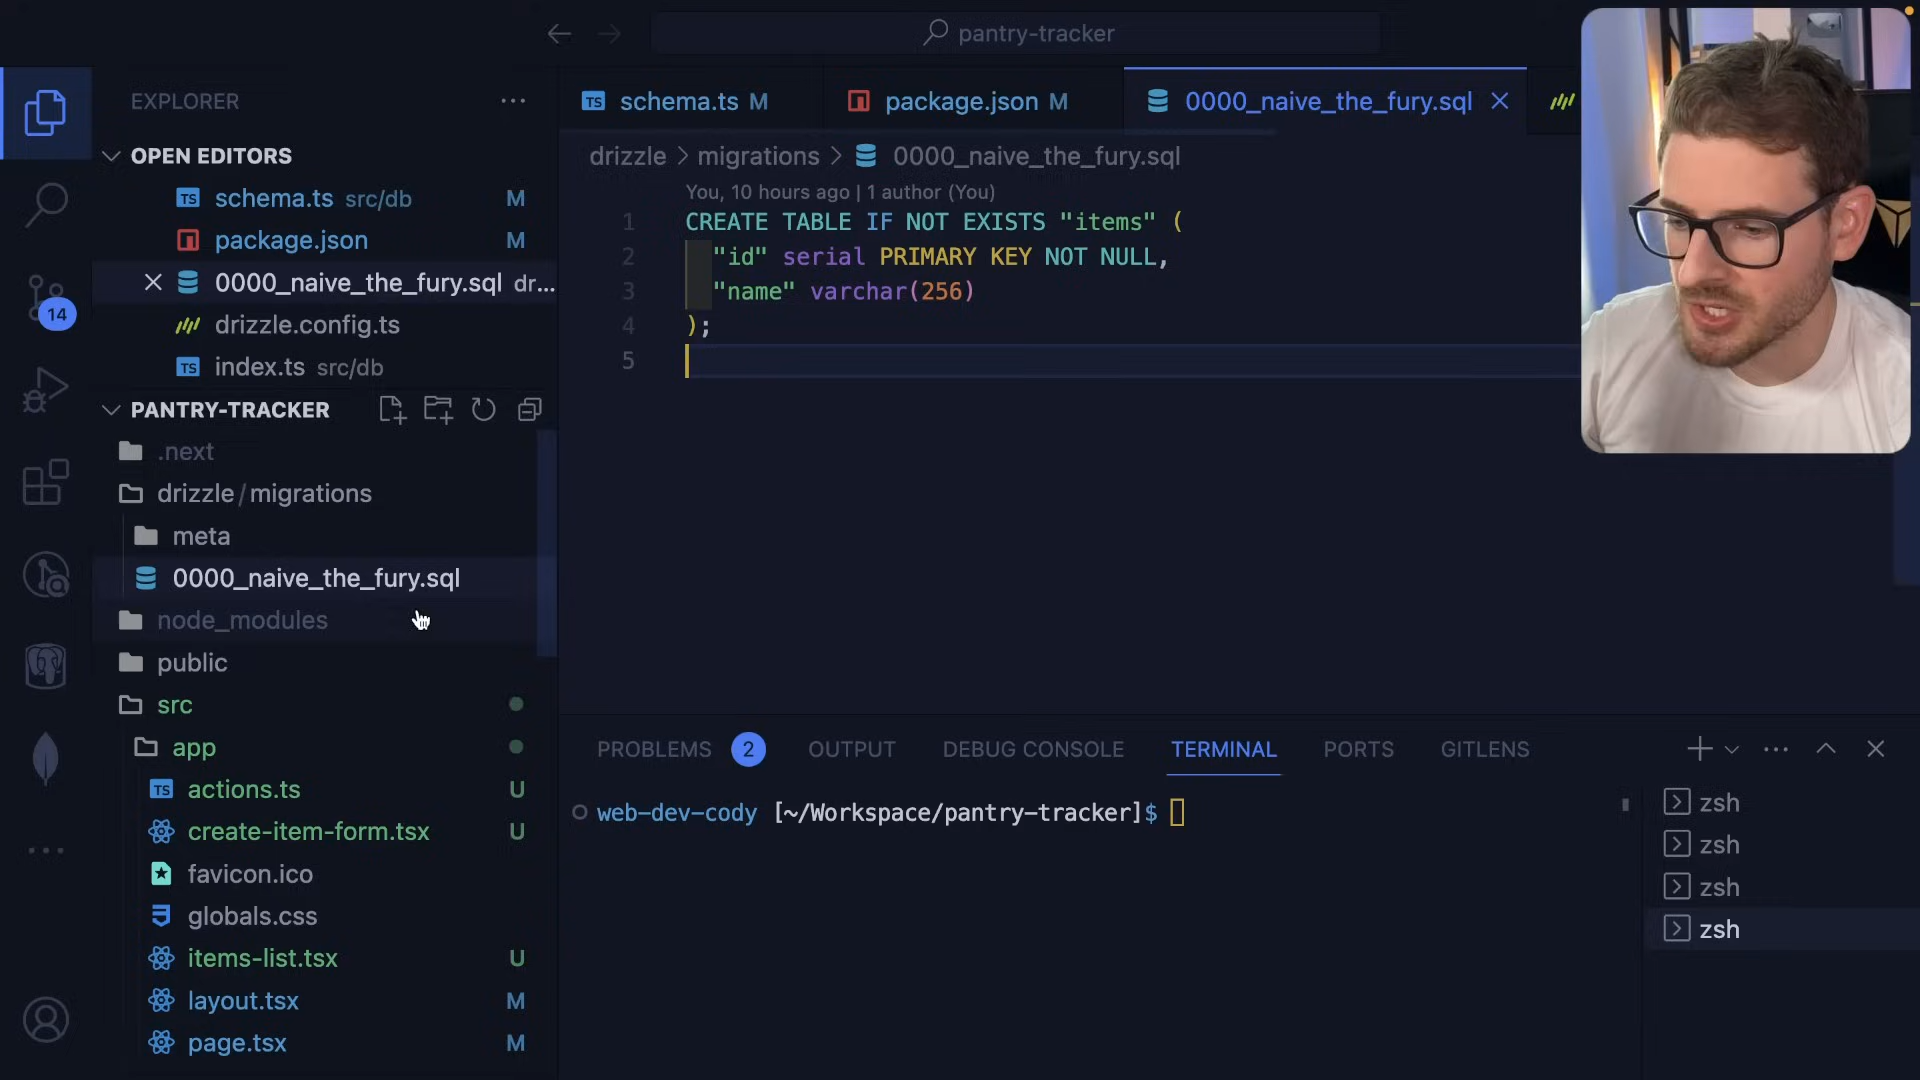 pantry-tracker
EXPLORER
OPEN EDITORS
schema.ts src/db M
package.json M
0000_naive_the_fury.sql dr...
drizzle.config.ts
index.ts src/db
PANTRY-TRACKER
.next
drizzle/migrations
meta
0000_naive_the_fury.sql
node_modules
public
src
app
actions.ts U
create-item-form.tsx U
favicon.ico
globals.css
items-list.tsx U
layout.tsx M
page.tsx M
14
schema.ts M
package.json M
0000_naive_the_fury.sql
drizzle > migrations > 0000_naive_the_fury.sql
You, 10 hours ago | 1 author (You)
1 CREATE TABLE IF NOT EXISTS "items" (
2 "id" serial PRIMARY KEY NOT NULL,
3 "name" varchar(256)
4 );
5
PROBLEMS 2 OUTPUT DEBUG CONSOLE TERMINAL PORTS GITLENS
web-dev-cody [~/Workspace/pantry-tracker]$
zsh
zsh
zsh
zsh